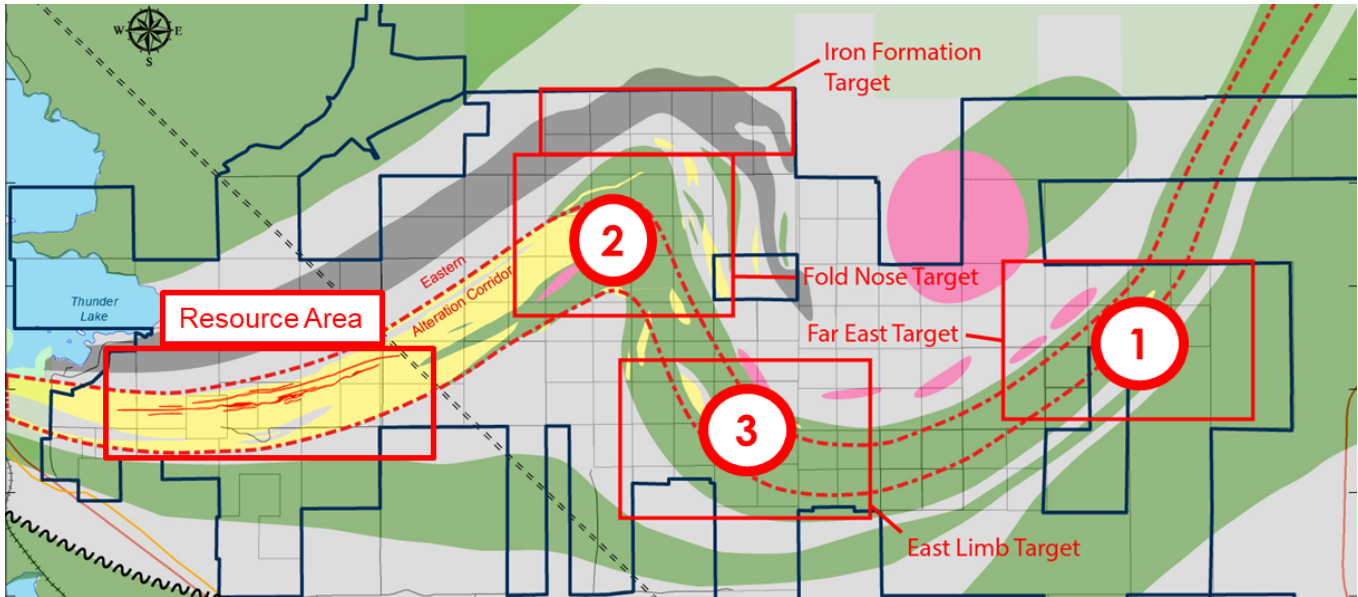 N
W E
S
Iron Formation
Target
Eastern
Alteration Corridor
2
Fold Nose Target
Thunder
Lake
Resource Area
Far East Target
1
3
East Limb Target